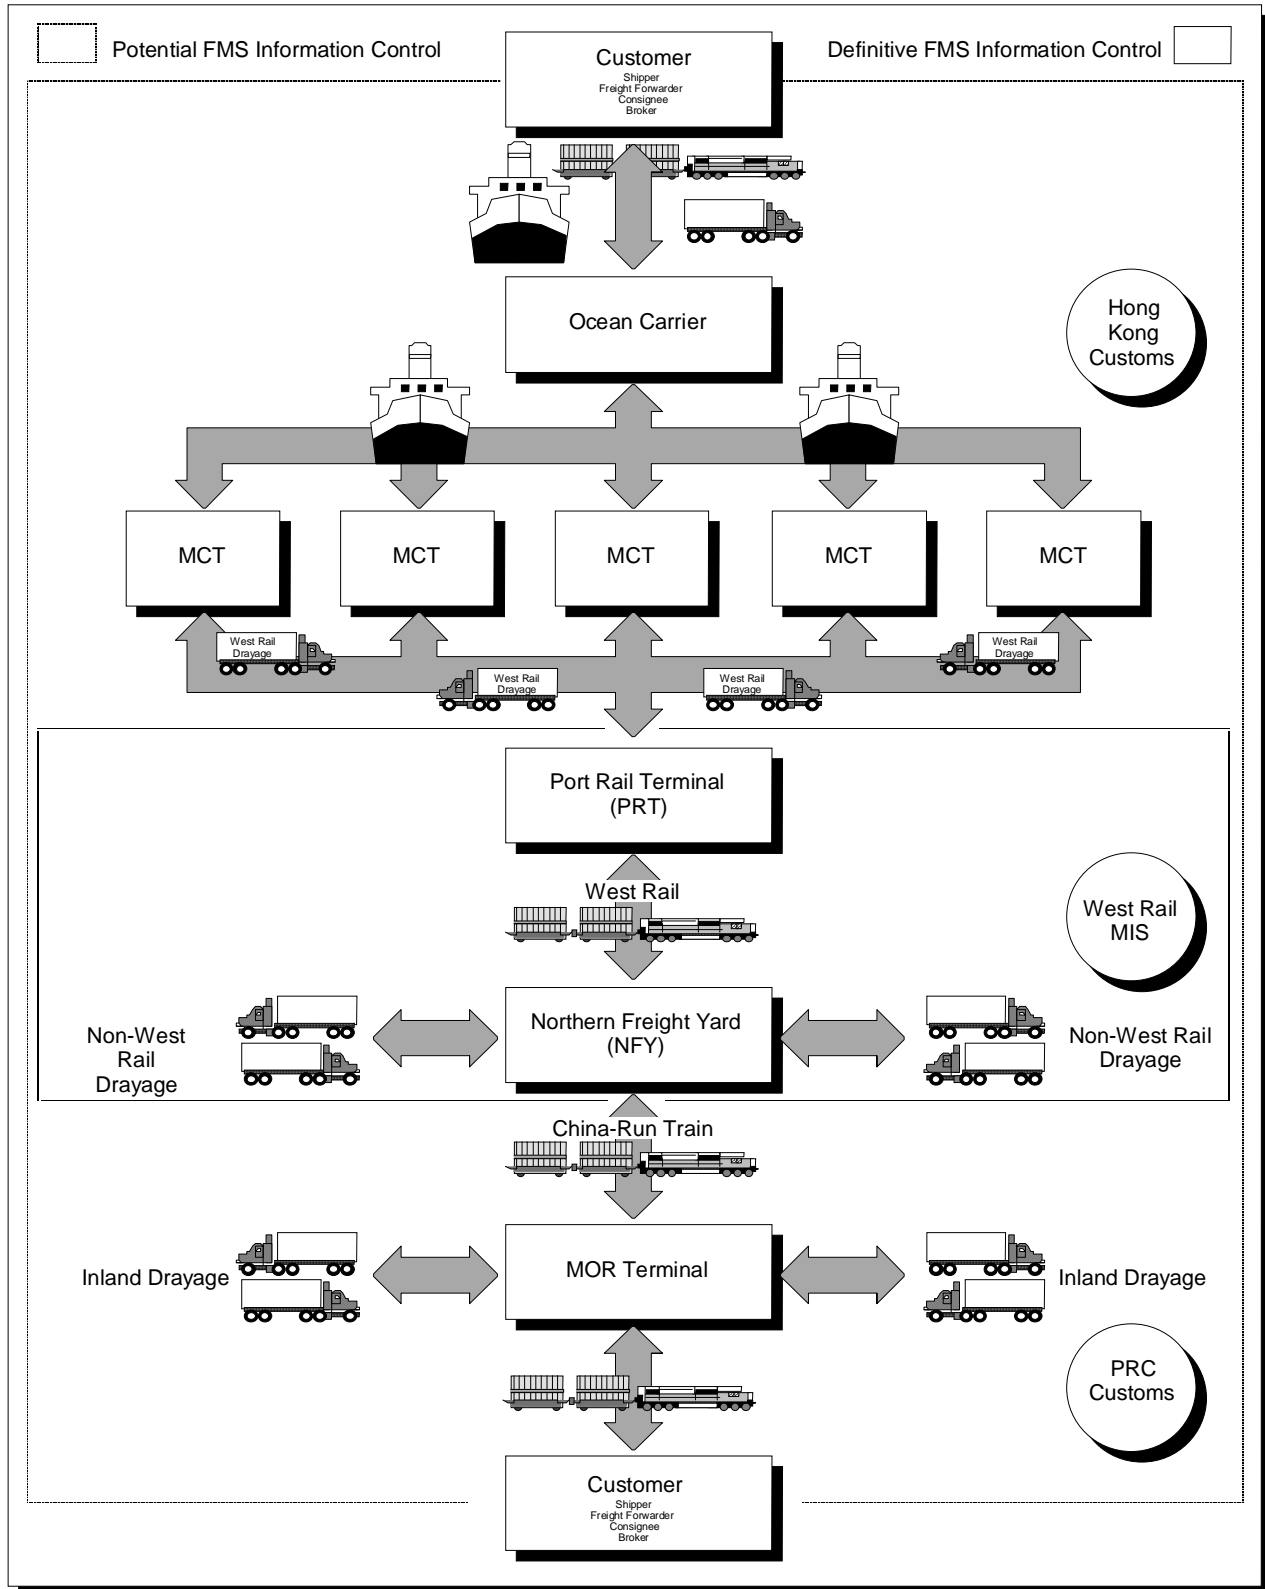 Potential FMS Information Control
Definitive FMS Information Control
Customer
Shipper
Freight Forwarder
Consignee
Broker
Ocean Carrier
Hong
Kong
Customs
MCT
MCT
MCT
MCT
MCT
West Rail
Drayage
West Rail
Drayage
West Rail
Drayage
West Rail
Drayage
Port Rail Terminal
(PRT)
West Rail
West Rail
MIS
Non-West
Rail
Drayage
Northern Freight Yard
(NFY)
Non-West Rail
Drayage
China-Run Train
Inland Drayage
MOR Terminal
Inland Drayage
PRC
Customs
Customer
Shipper
Freight Forwarder
Consignee
Broker